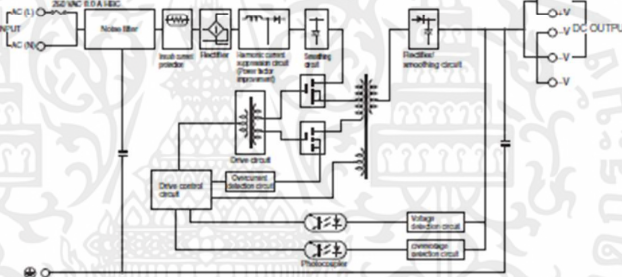 250 VAC 8.0 A HBC
AC (L)
INPUT
AC (N)
Noise filter
Inrush current
protection
Rectifier
Harmonic current
suppression circuit
(Power factor
improvement)
Smoothing
circuit
Rectifier/
smoothing circuit
+V
-V
-V
-V
DC OUTPU
Drive circuit
Drive control
circuit
Overcurrent
detection circuit
Voltage
detection circuit
overvoltage
detection circuit
Photocoupler